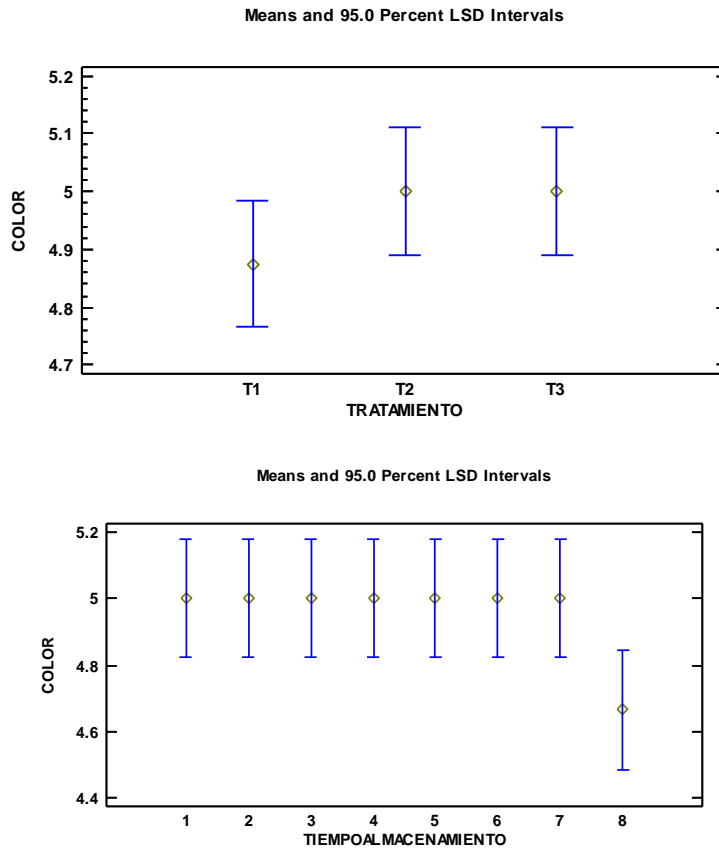 Means and 95.0 Percent LSD Intervals
5.2
5.1
5
4.9
4.8
4.7
COLOR
T1 T2 T3
TRATAMIENTO
Means and 95.0 Percent LSD Intervals
5.2
5
4.8
4.6
4.4
COLOR
1 2 3 4 5 6 7 8
TIEMPOALMACENAMIENTO